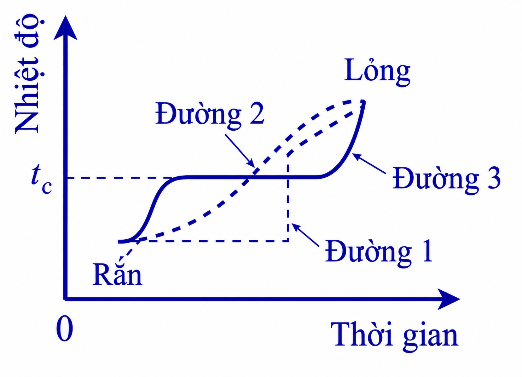 Nhiệt độ
Lỏng
Đường 2
t_c
Đường 3
Đường 1
Rắn
0
Thời gian